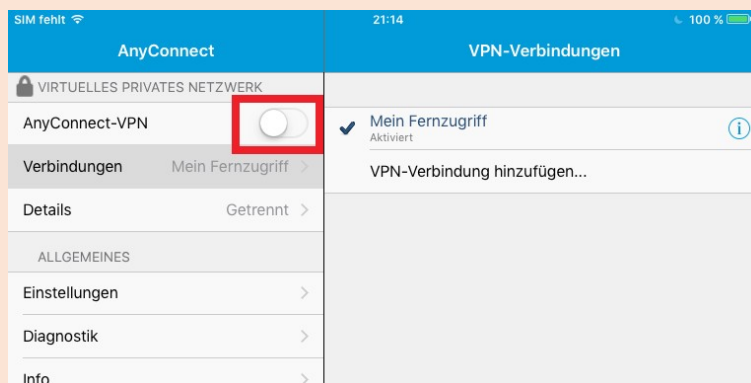 SIM fehlt
21:14
100 %
AnyConnect
VPN-Verbindungen
VIRTUELLES PRIVATES NETZWERK
AnyConnect-VPN
Mein Fernzugriff
Aktiviert
Verbindungen Mein Fernzugriff
VPN-Verbindung hinzufügen...
Details Getrennt
ALLGEMEINES
Einstellungen
Diagnostik
Info